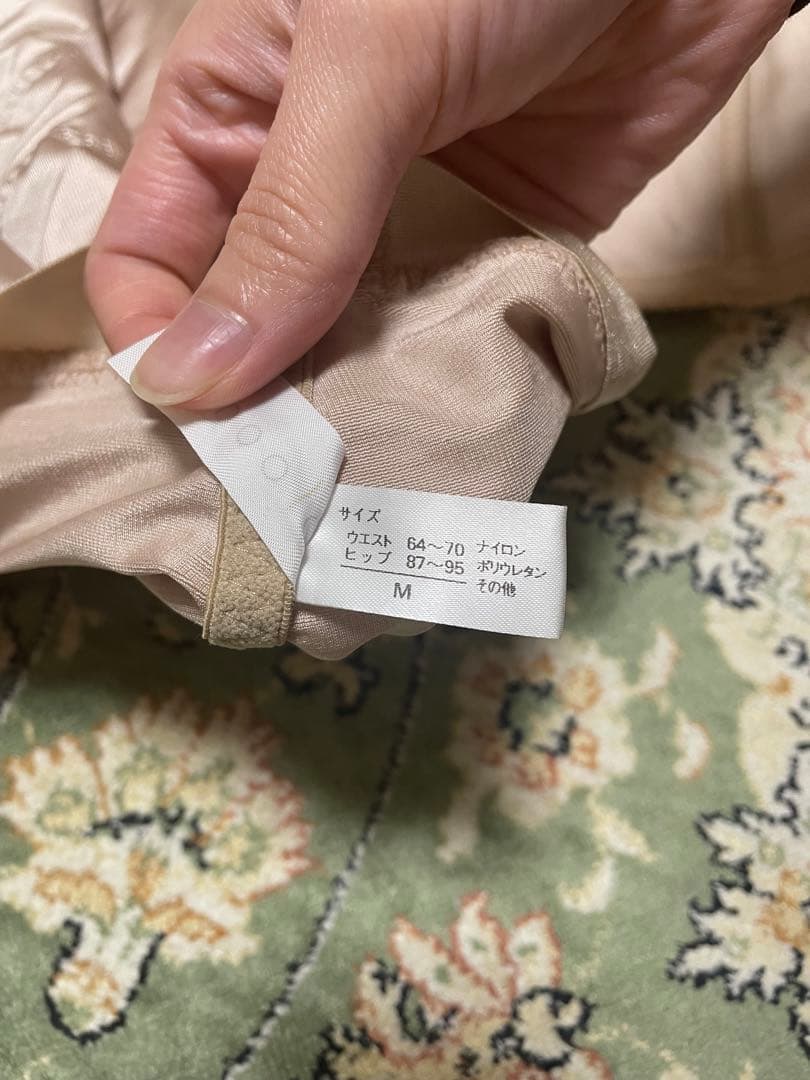 サイズ
ウエスト 64〜70 ナイロン
ヒップ 87〜95 ポリウレタン
M その他